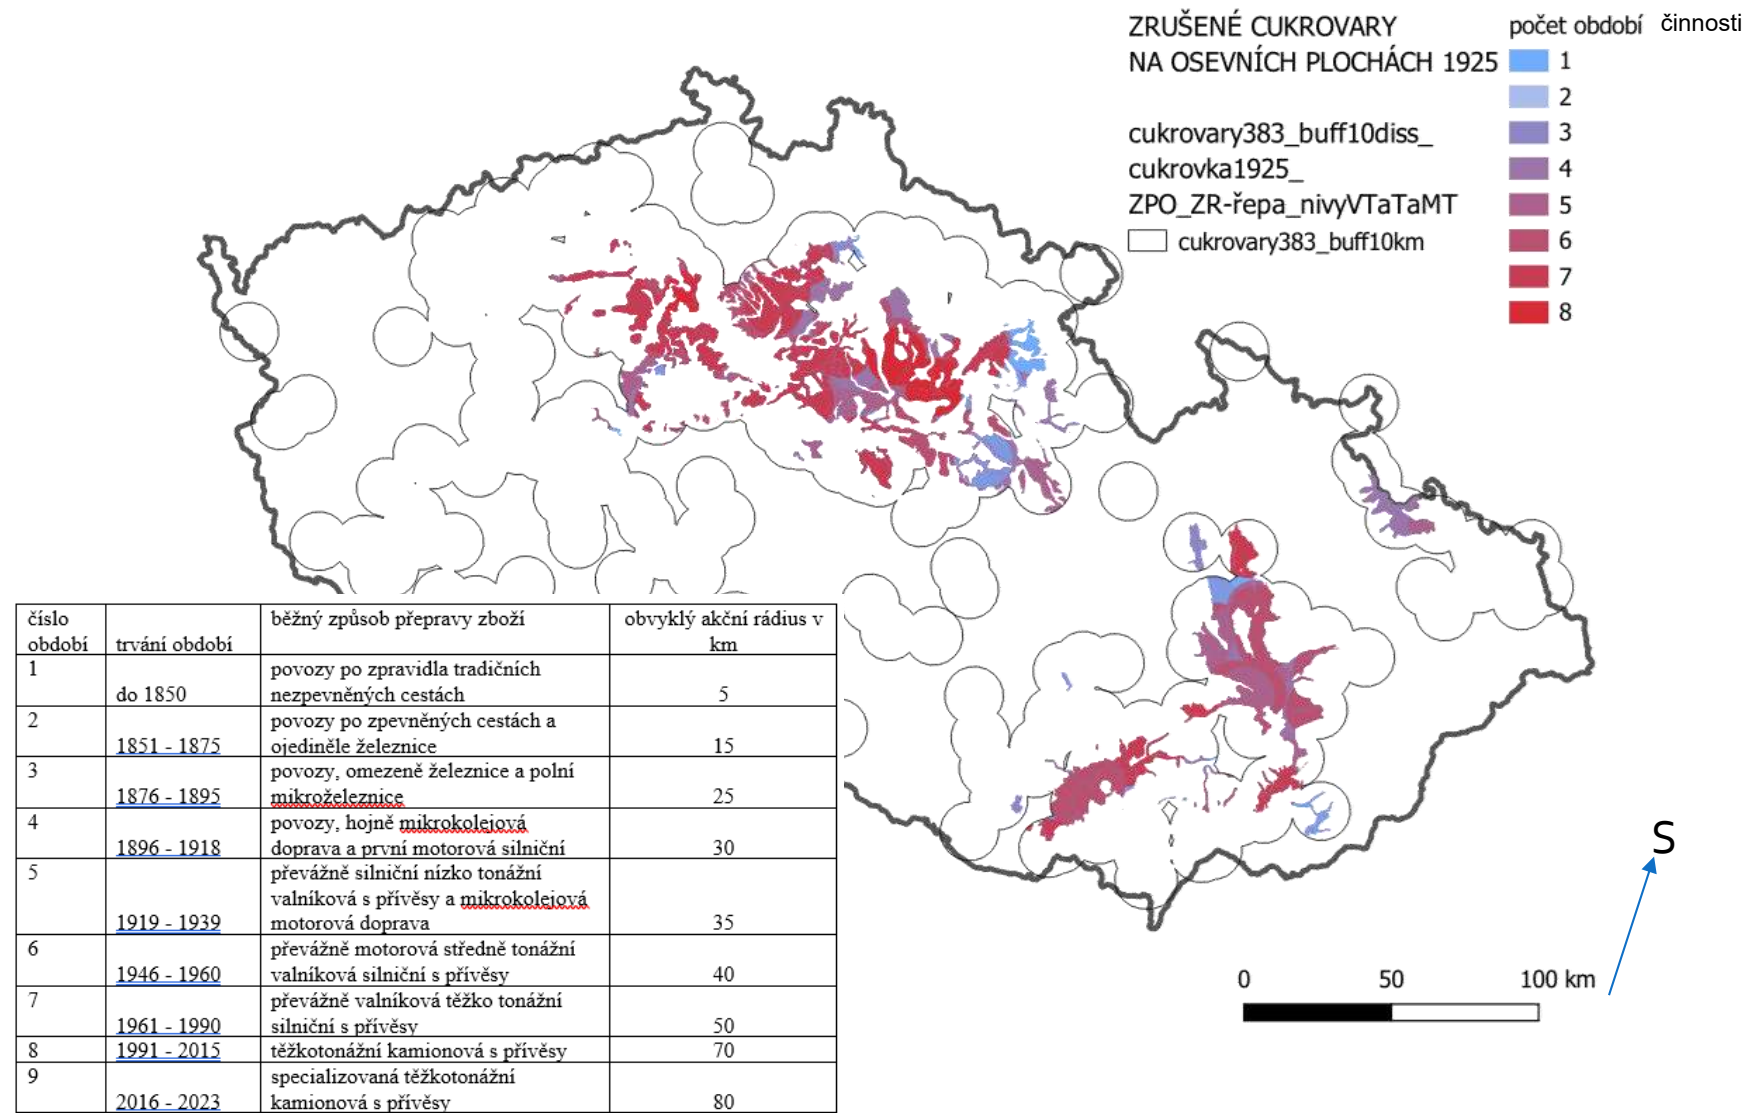 ZRUŠENÉ CUKROVARY
NA OSEVNÍCH PLOCHÁCH 1925
cukrovary383_buff10diss_
cukrovka1925_
ZPO_ZR-řepa_nivyVTaTaMT
cukrovary383_buff10km
počet období činnosti
1
2
3
4
5
6
7
8
číslo období
trvání období
běžný způsob přepravy zboží
obvyklý akční rádius v km
1
do 1850
povozy po zpravidla tradičních
nezpevněných cestách
5
2
1851 - 1875
povozy po zpevněných cestách a
ojediněle železnice
15
3
1876 - 1895
povozy, omezeně železnice a polní
mikroželeznice
25
4
1896 - 1918
povozy, hojně mikrokolejová
doprava a první motorová silniční
30
5
1919 - 1939
převážně silniční nízko tonážní
valníková s přívěsy a mikrokolejová
motorová doprava
35
6
1946 - 1960
převážně motorová středně tonážní
valníková silniční s přívěsy
40
7
1961 - 1990
převážně valníková těžko tonážní
silniční s přívěsy
50
8
1991 - 2015
těžkotonážní kamionová s přívěsy
70
9
2016 - 2023
specializovaná těžkotonážní
kamionová s přívěsy
80
S
0 50 100 km